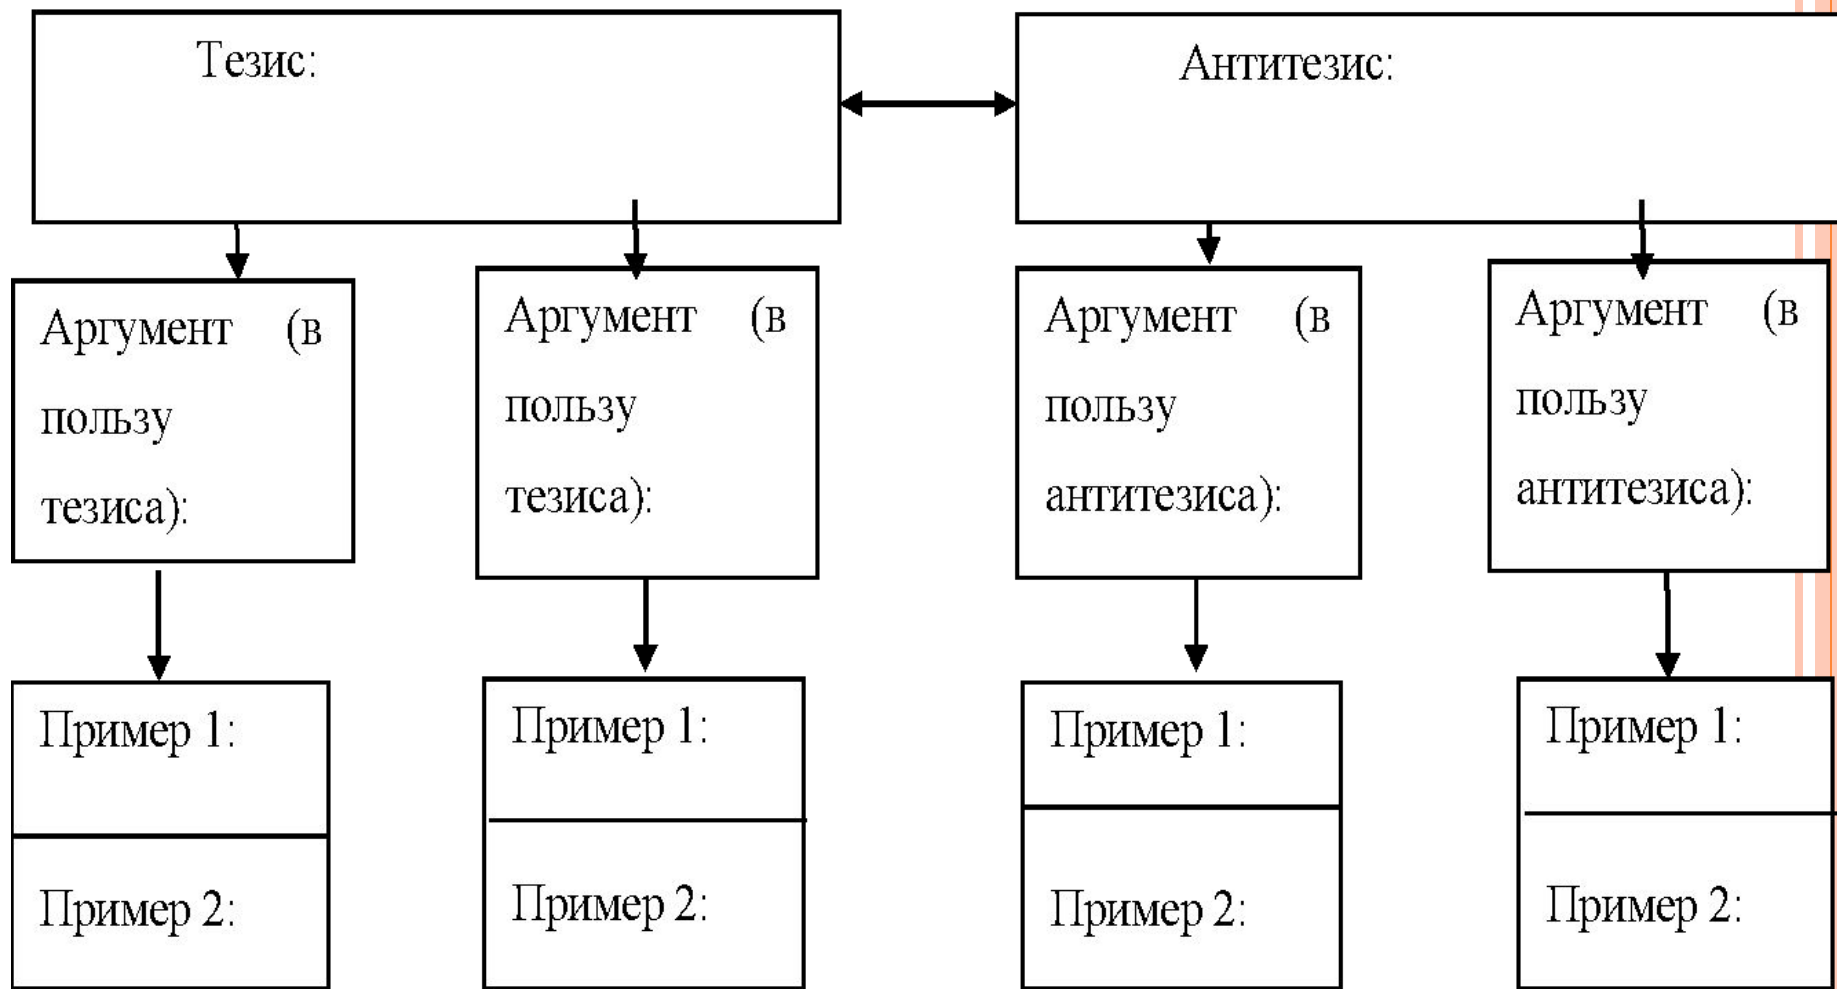 Тезис:
Антитезис:
Аргумент (в
пользу
тезиса):
Аргумент (в
пользу
тезиса):
Аргумент (в
пользу
антитезиса):
Аргумент (в
пользу
антитезиса):
Пример 1:
Пример 2:
Пример 1:
Пример 2:
Пример 1:
Пример 2:
Пример 1:
Пример 2: